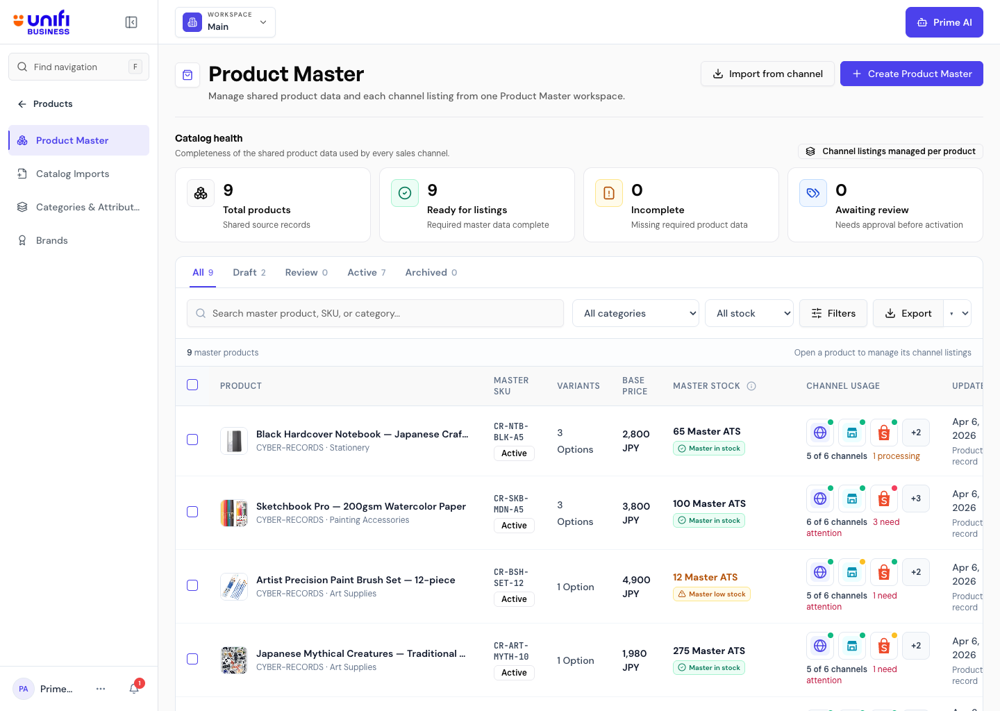 unifi
BUSINESS
WORKSPACE
Main
Prime AI
Find navigation
F
Products
Product Master
Catalog Imports
Categories & Attribut...
Brands
PA
Prime...
1
Product Master
Manage shared product data and each channel listing from one Product Master workspace.
Import from channel
Create Product Master
Catalog health
Completeness of the shared product data used by every sales channel.
Channel listings managed per product
9
Total products
Shared source records
9
Ready for listings
Required master data complete
0
Incomplete
Missing required product data
0
Awaiting review
Needs approval before activation
All 9
Draft 2
Review 0
Active 7
Archived 0
Search master product, SKU, or category...
All categories
All stock
Filters
Export
9 master products
Open a product to manage its channel listings
PRODUCT
MASTER
SKU
VARIANTS
BASE
PRICE
MASTER STOCK
CHANNEL USAGE
UPDATE
Black Hardcover Notebook — Japanese Craf...
CYBER-RECORDS · Stationery
CR-NTB-
BLK-A5
Active
3
Options
2,800
JPY
65 Master ATS
Master in stock
+2
5 of 6 channels 1 processing
Apr 6,
2026
Product
record
Sketchbook Pro — 200gsm Watercolor Paper
CYBER-RECORDS · Painting Accessories
CR-SKB-
MDN-A5
Active
3
Options
3,800
JPY
100 Master ATS
Master in stock
+3
6 of 6 channels 3 need
attention
Apr 6,
2026
Product
record
Artist Precision Paint Brush Set — 12-piece
CYBER-RECORDS · Art Supplies
CR-BSH-
SET-12
Active
1 Option
4,900
JPY
12 Master ATS
Master low stock
+2
5 of 6 channels 1 need
attention
Apr 6,
2026
Product
record
Japanese Mythical Creatures — Traditional ...
CYBER-RECORDS · Art Supplies
CR-ART-
MYTH-10
Active
1 Option
1,980
JPY
275 Master ATS
Master in stock
+2
5 of 6 channels 1 need
attention
Apr 6,
2026
Product
record